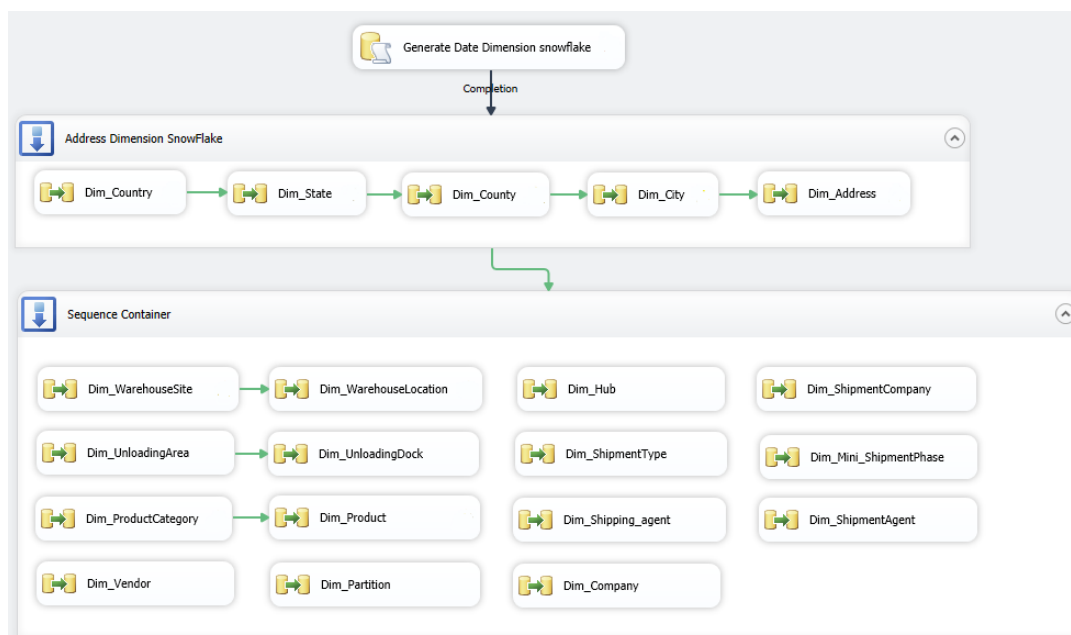 Generate Date Dimension snowflake
Completion
Address Dimension SnowFlake
Dim_Country
Dim_State
Dim_County
Dim_City
Dim_Address
Sequence Container
Dim_WarehouseSite
Dim_WarehouseLocation
Dim_Hub
Dim_ShipmentCompany
Dim_UnloadingArea
Dim_UnloadingDock
Dim_ShipmentType
Dim_Mini_ShipmentPhase
Dim_ProductCategory
Dim_Product
Dim_Shipping_agent
Dim_ShipmentAgent
Dim_Vendor
Dim_Partition
Dim_Company